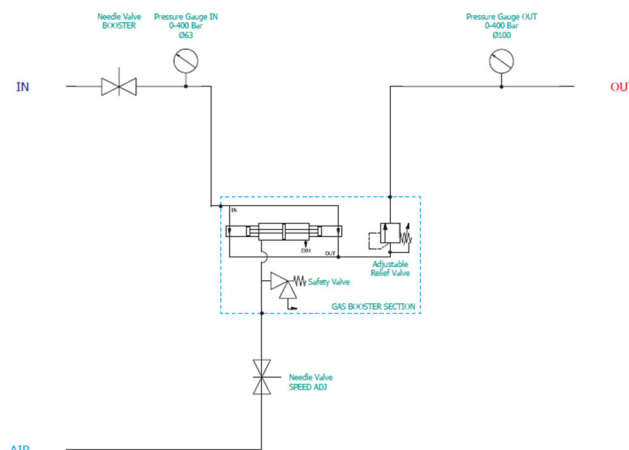 Needle Valve
BOOSTER
Pressure Gauge IN
0-400 Bar
Ø63
Pressure Gauge OUT
0-400 Bar
Ø100
IN
OUT
IN
EXH
OUT
Adjustable
Relief Valve
Safety Valve
GAS BOOSTER SECTION
Needle Valve
SPEED ADJ
AIR